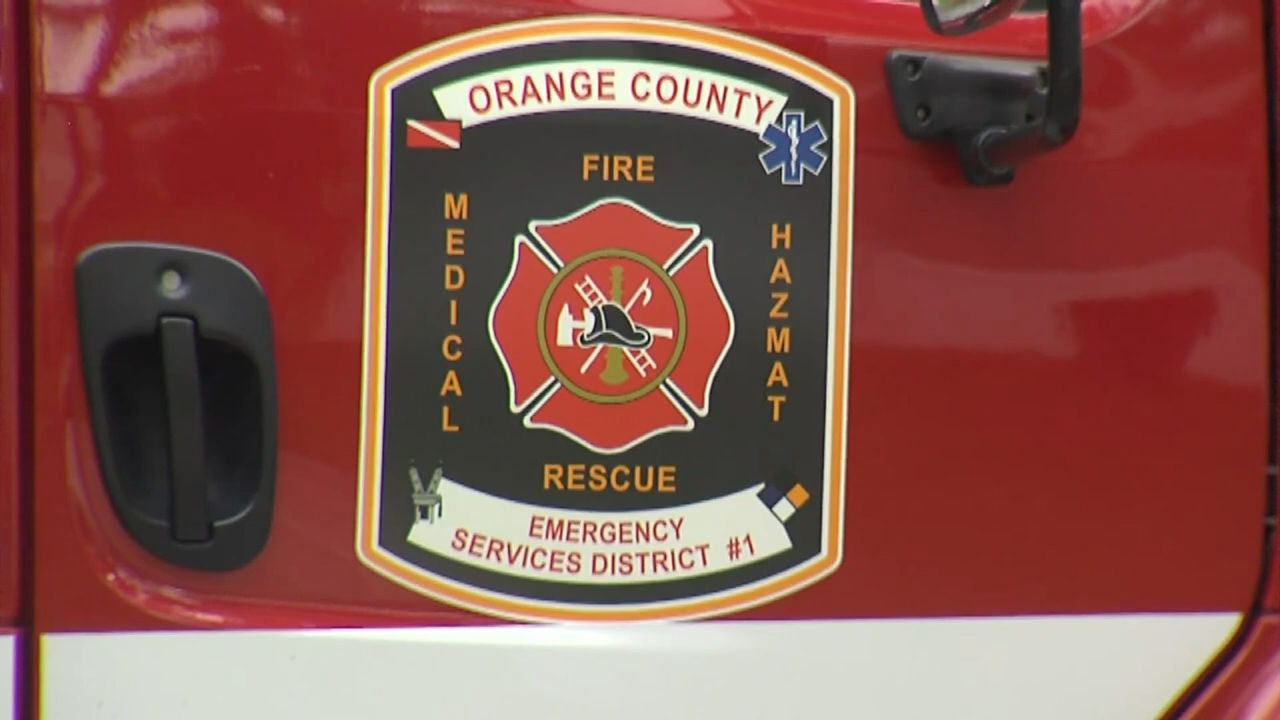 ORANGE COUNTY
FIRE
MEDICAL
HAZMAT
RESCUE
EMERGENCY
SERVICES DISTRICT #1